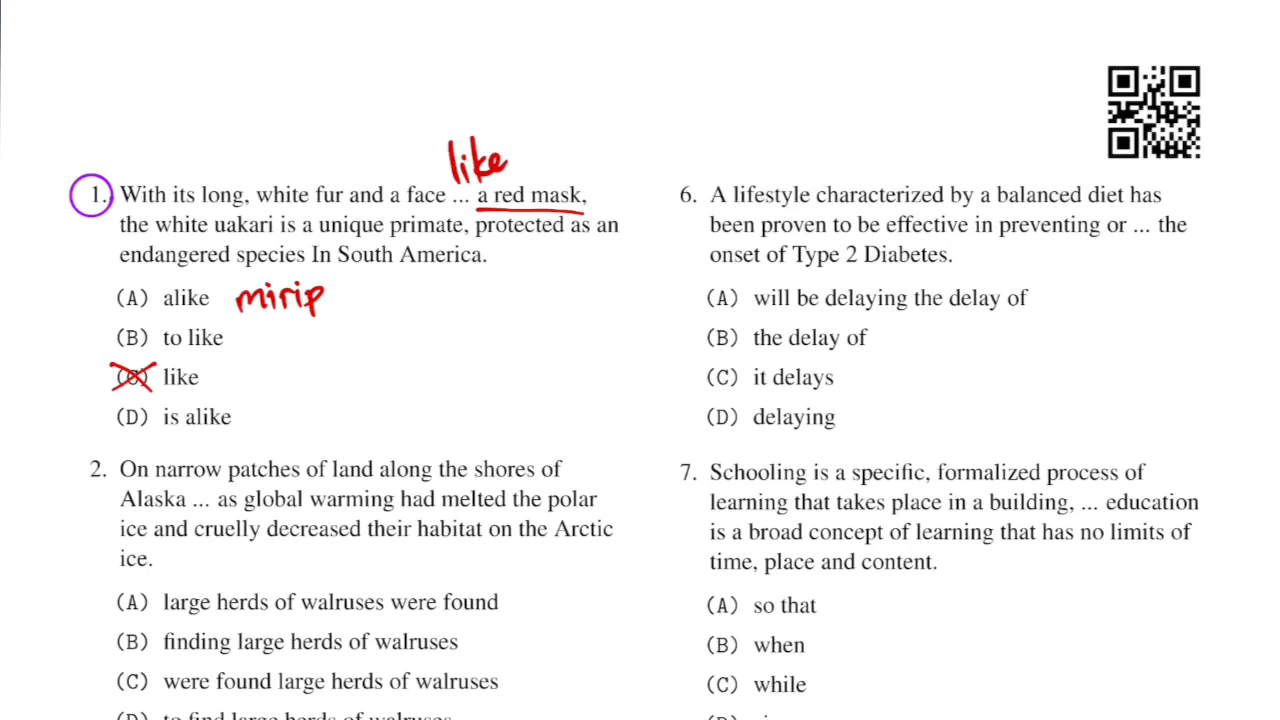 like
1. With its long, white fur and a face ... a red mask,
the white uakari is a unique primate, protected as an
endangered species In South America.
(A) alike mirip
(B) to like
(C) like
(D) is alike
2. On narrow patches of land along the shores of
Alaska ... as global warming had melted the polar
ice and cruelly decreased their habitat on the Arctic
ice.
(A) large herds of walruses were found
(B) finding large herds of walruses
(C) were found large herds of walruses
(D) to find large herds of walruses
6. A lifestyle characterized by a balanced diet has
been proven to be effective in preventing or ... the
onset of Type 2 Diabetes.
(A) will be delaying the delay of
(B) the delay of
(C) it delays
(D) delaying
7. Schooling is a specific, formalized process of
learning that takes place in a building, ... education
is a broad concept of learning that has no limits of
time, place and content.
(A) so that
(B) when
(C) while